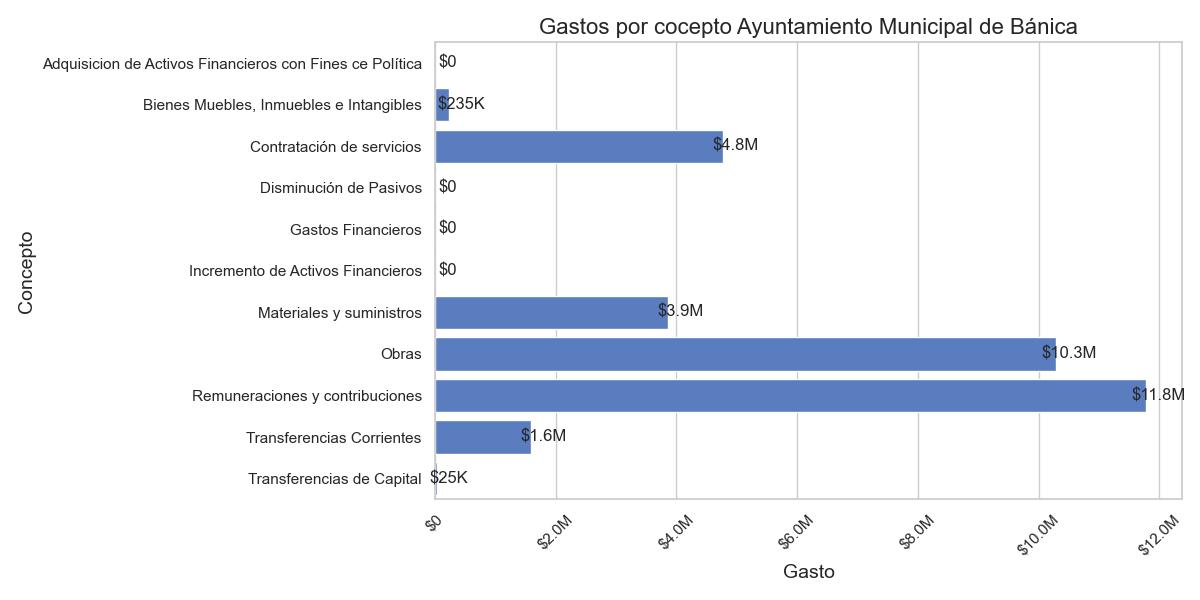 Gastos por cocepto Ayuntamiento Municipal de Bánica
Concepto
Adquisicion de Activos Financieros con Fines ce Política $0
Bienes Muebles, Inmuebles e Intangibles $235K
Contratación de servicios $4.8M
Disminución de Pasivos $0
Gastos Financieros $0
Incremento de Activos Financieros $0
Materiales y suministros $3.9M
Obras $10.3M
Remuneraciones y contribuciones $11.8M
Transferencias Corrientes $1.6M
Transferencias de Capital $25K
$0 $2.0M $4.0M $6.0M $8.0M $10.0M $12.0M
Gasto